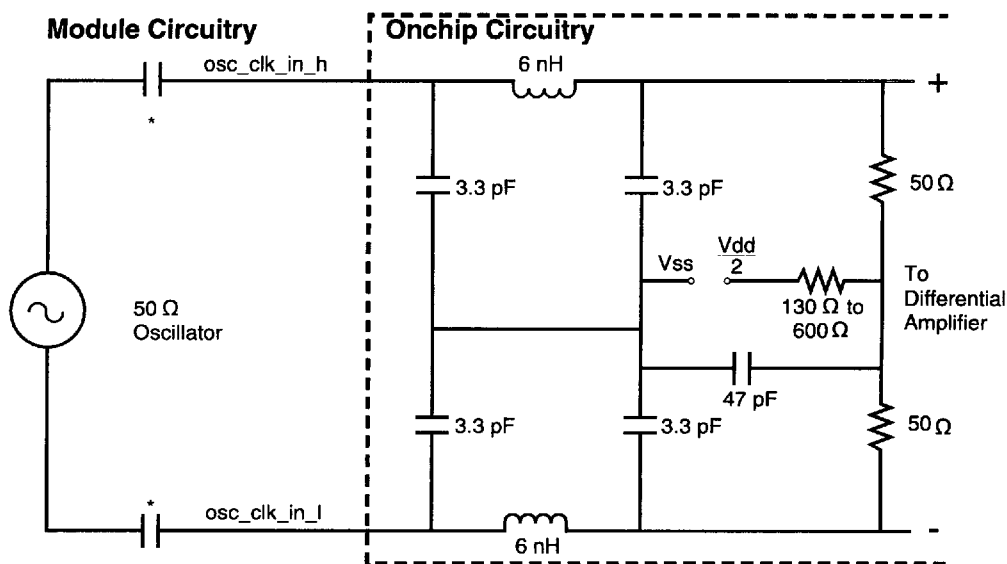 Module Circuitry
Onchip Circuitry
osc_clk_in_h
6 nH
+
*
3.3 pF
3.3 pF
50 Ω
Vss
Vdd
2
To
Differential
Amplifier
130 Ω to
600 Ω
50 Ω
Oscillator
47 pF
3.3 pF
3.3 pF
50 Ω
*
osc_clk_in_l
6 nH
-